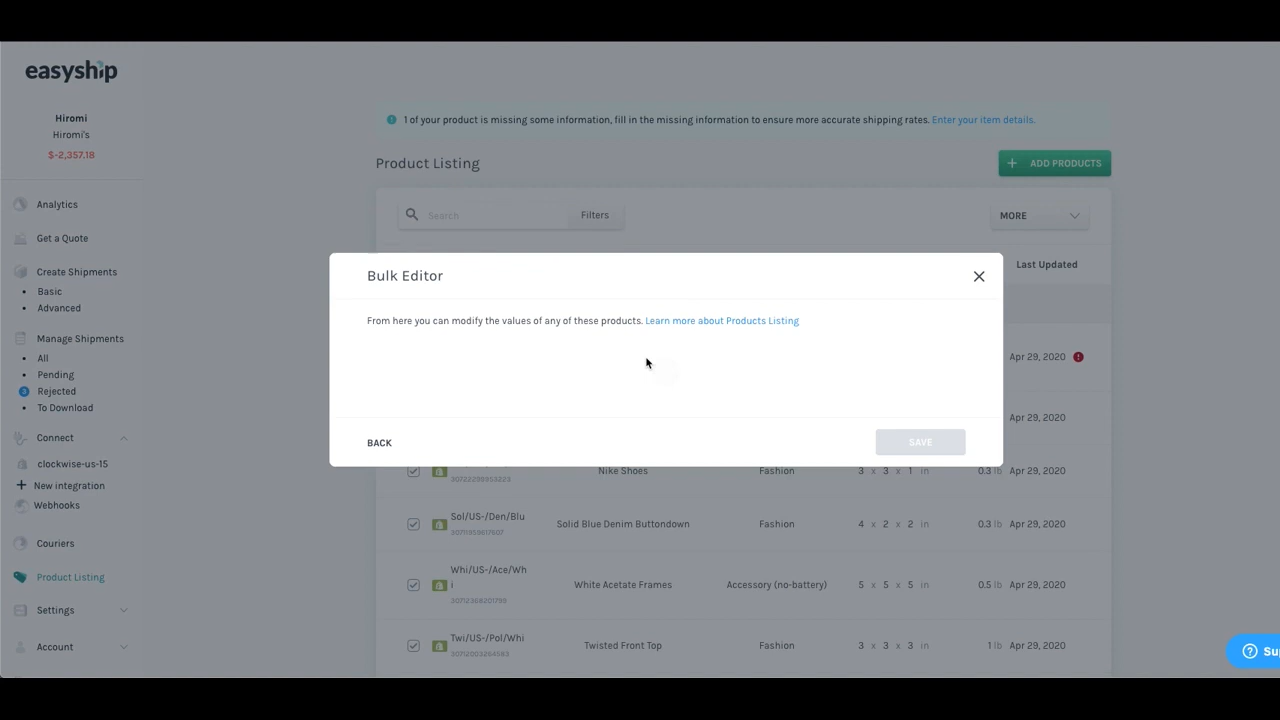 easyship
Hiromi
Hiromi's
$-2,357.18
Analytics
Get a Quote
Create Shipments
Basic
Advanced
Manage Shipments
All
Pending
3 Rejected
To Download
Connect
clockwise-us-15
+ New integration
Webhooks
Couriers
Product Listing
Settings
Account
1 of your product is missing some information, fill in the missing information to ensure more accurate shipping rates. Enter your item details.
Product Listing
+ ADD PRODUCTS
Search
Filters
MORE
Last Updated
Bulk Editor
From here you can modify the values of any of these products. Learn more about Products Listing
BACK
SAVE
Apr 29, 2020
Apr 29, 2020
Nike Shoes Fashion 3 x 3 x 1 in 0.3 lb Apr 29, 2020
30722298953223
Sol/US-/Den/Blu Solid Blue Denim Buttondown Fashion 4 x 2 x 2 in 0.3 lb Apr 29, 2020
Whi/US-/Ace/Wh
i White Acetate Frames Accessory (no-battery) 5 x 5 x 5 in 0.5 lb Apr 29, 2020
30712368201799
Twi/US-/Pol/Whi Twisted Front Top Fashion 3 x 3 x 3 in 1 lb Apr 29, 2020
30712003264583
Su